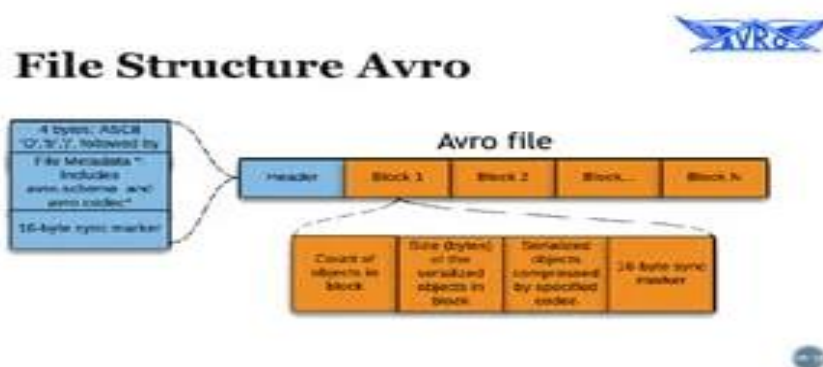 AVRO
File Structure Avro
4 bytes: ASCII
'O','b','j', followed by
File Metadata "
Includes
avro.schema and
avro.codec"
16-byte sync marker
Avro file
Header
Block 1
Block 2
Block...
Block N
Count of
objects in
block
Size (bytes)
of the
serialized
objects in
block
Serialized
objects
compressed
by specified
codec
16-byte sync
marker